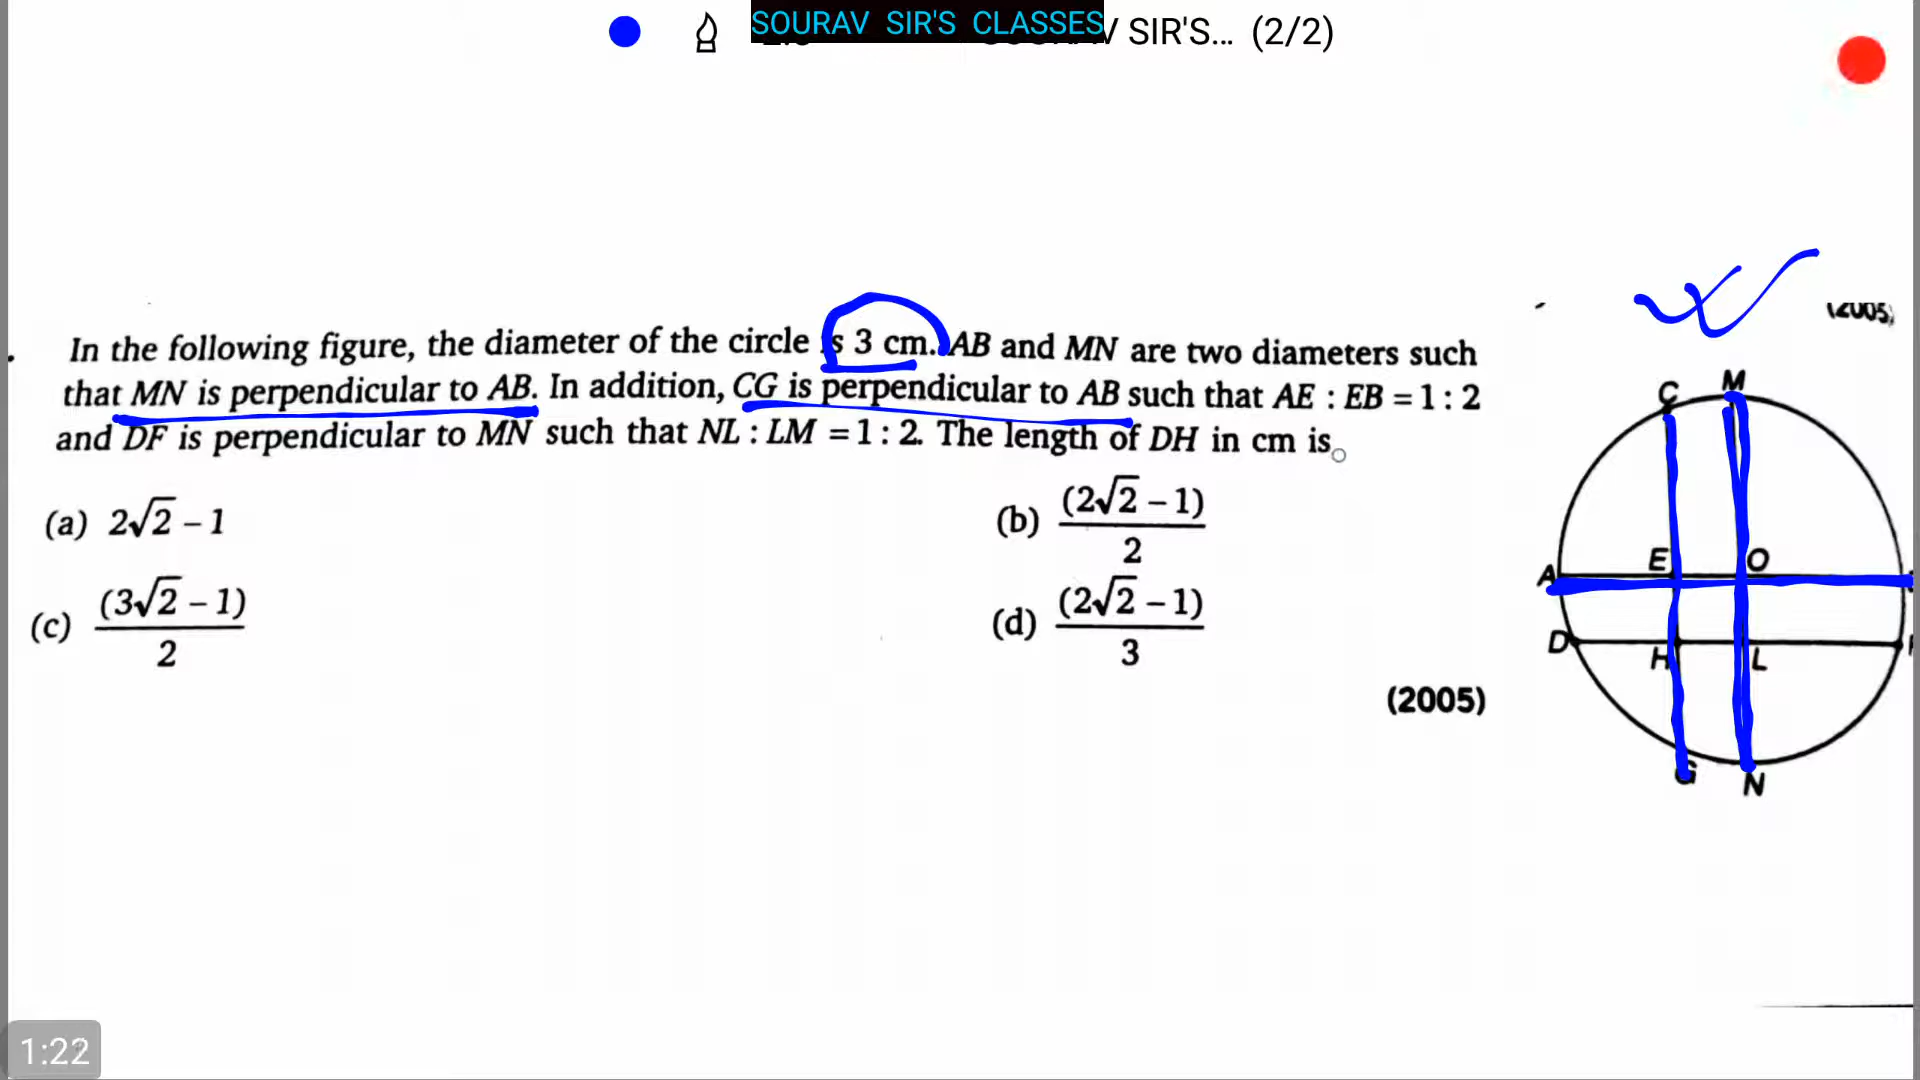 SOURAV SIR'S CLASSES
SIR'S... (2/2)
(2005)
In the following figure, the diameter of the circle is 3 cm. AB and MN are two diameters such
that MN is perpendicular to AB. In addition, CG is perpendicular to AB such that AE : EB = 1 : 2
and DF is perpendicular to MN such that NL : LM = 1 : 2. The length of DH in cm is
(a) 2√2 – 1
(b) (2√2 – 1)/2
(c) (3√2 – 1)/2
(d) (2√2 – 1)/3
(2005)
C M
A E O
D H L
G N
1:22